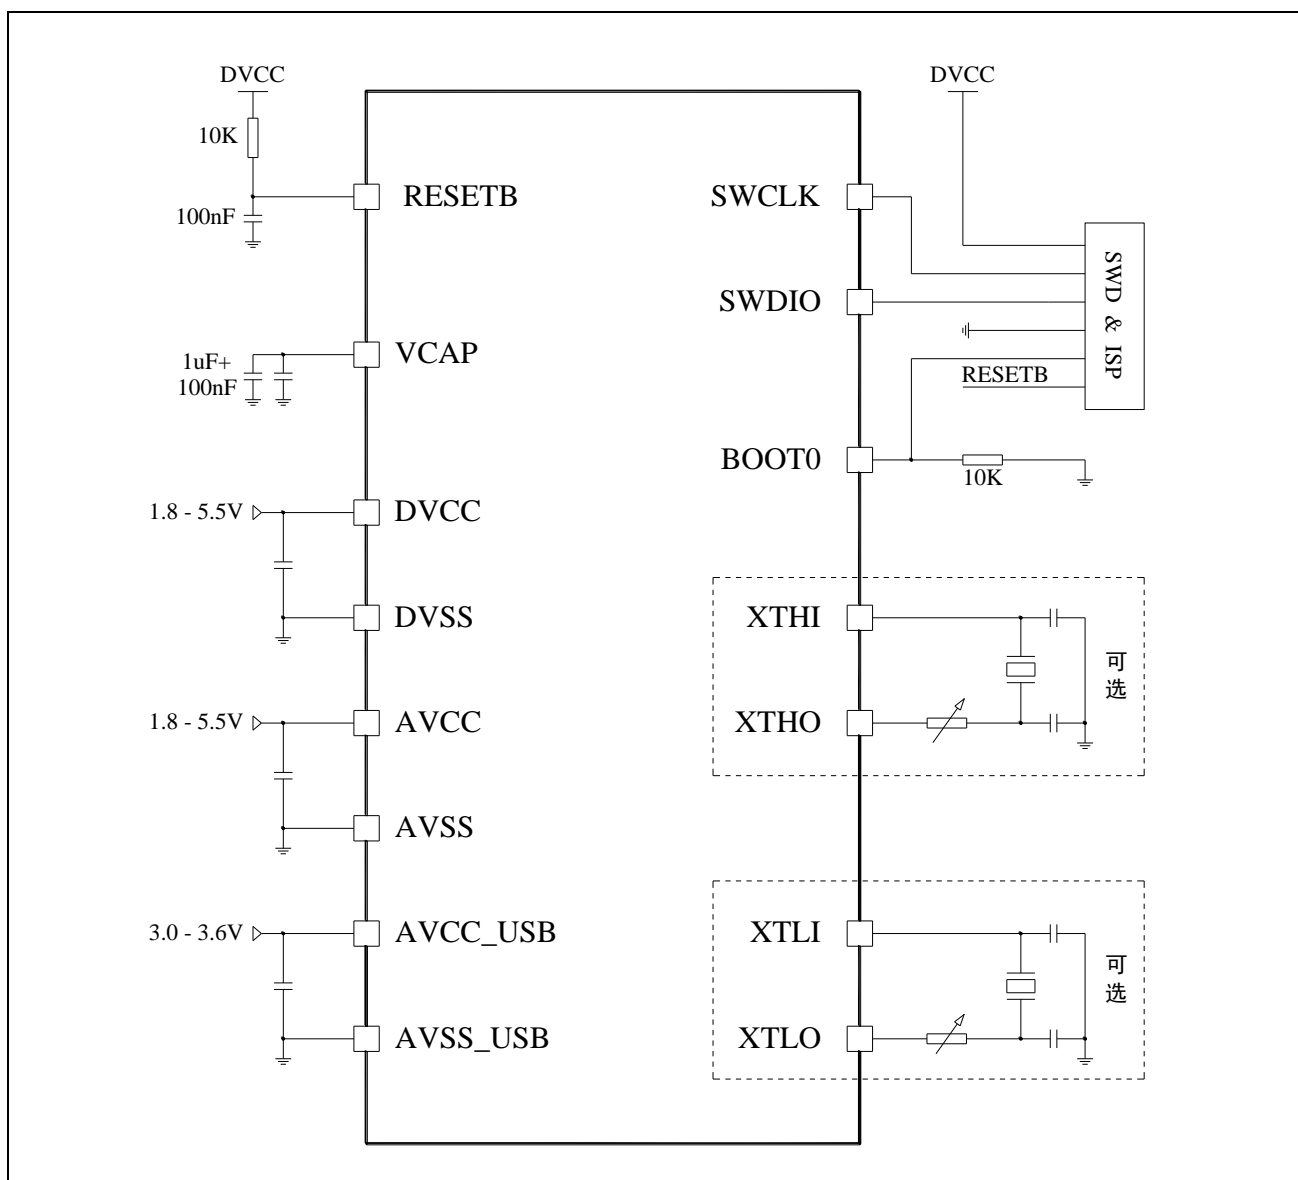 DVCC
10K
100nF
RESETB
1uF+
100nF
VCAP
1.8 - 5.5V
DVCC
DVSS
1.8 - 5.5V
AVCC
AVSS
3.0 - 3.6V
AVCC_USB
AVSS_USB
DVCC
SWCLK
SWDIO
SWD & ISP
RESETB
BOOT0
10K
XTHI
XTHO
可选
XTLI
XTLO
可选